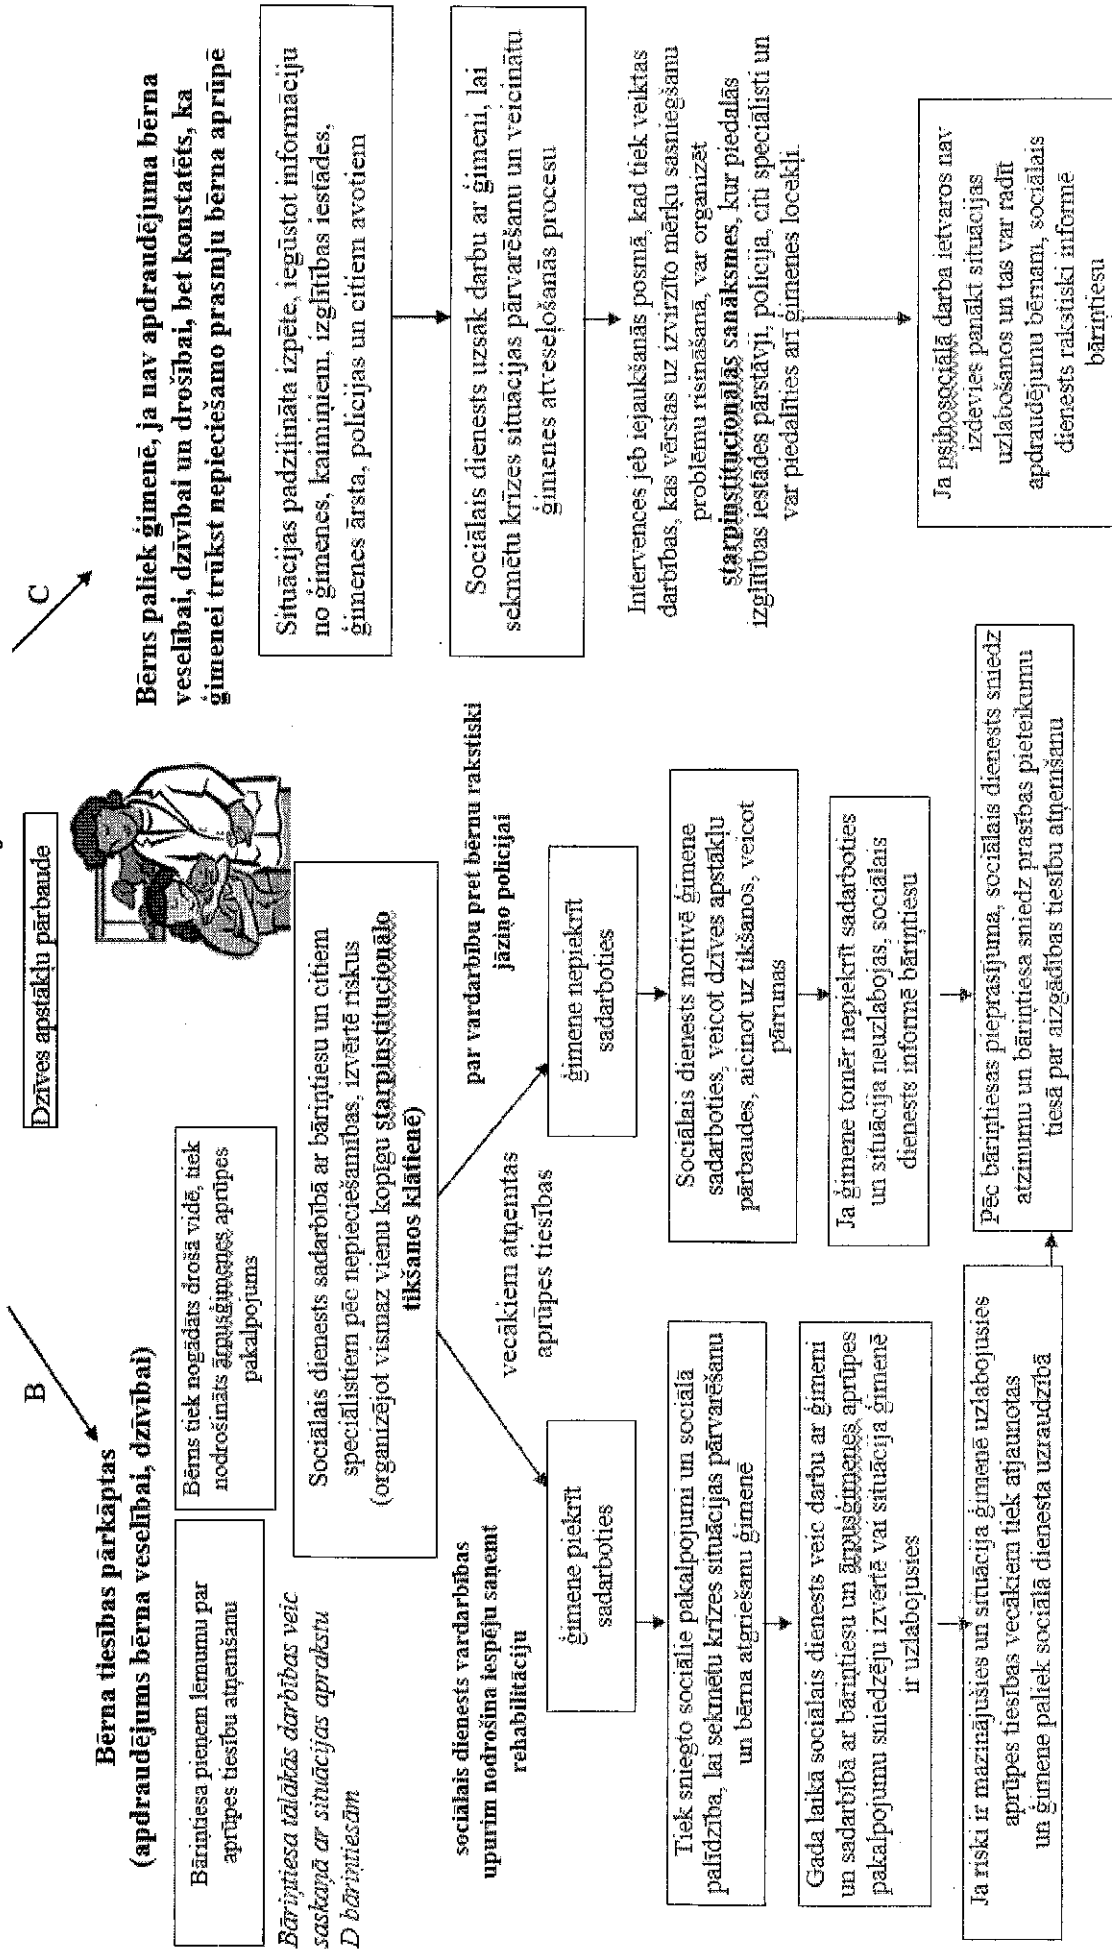 Dzīves apstākļu pārbaude
B
Bērna tiesības pārkāptas
(apdraudējums bērna veselībai, dzīvībai)
Bāriņtiesa pieņem lēmumu par
aprūpes tiesību atņemšanu
Bērns tiek nogādāts drošā vidē, tiek
nodrošināts ārpusģimenes aprūpes
pakalpojums
Bāriņtiesa tālākas darbības veic
saskaņā ar situācijas aprakstu
D bāriņtiesām
Sociālais dienests sadarbībā ar bāriņtiesu un citiem
speciālistiem pēc nepieciešamības, izvērtē riskus
(organizējot vismaz vienu kopīgu starpinstitucionālo
tikšanos klātienē)
sociālais dienests vardarbības
upurim nodrošina iespēju saņemt
rehabilitāciju
vecākiem atņemtas
aprūpes tiesības
par vardarbību pret bērnu rakstiski
jāziņo policijai
ģimene piekrīt
sadarboties
Tiek sniegto sociālie pakalpojumi un sociālā
palīdzība, lai sekmētu krīzes situācijas pārvarēšanu
un bērna atgriešanu ģimenē
Gada laikā sociālais dienests veic darbu ar ģimeni
un sadarbībā ar bāriņtiesu un ārpusģimenes aprūpes
pakalpojumu sniedzēju izvērtē vai situācija ģimenē
ir uzlabojusies
Ja riski ir mazinājušies un situācija ģimenē uzlabojusies
aprūpes tiesības vecākiem tiek atjaunotas
un ģimene paliek sociālā dienesta uzraudzībā
ģimene nepiekrīt
sadarboties
Sociālais dienests motivē ģimene
sadarboties, veicot dzīves apstākļu
pārbaudes, aicinot uz tikšanos, veicot
pārrunas
Ja ģimene tomēr nepiekrīt sadarboties
un situācija neuzlabojas, sociālais
dienests informē bāriņtiesu
Pēc bāriņtiesas pieprasījuma, sociālais dienests sniedz
atzinumu un bāriņtiesa sniedz prasības pieteikumu
tiesā par aizgādības tiesību atņemšanu
C
Bērns paliek ģimenē, ja nav apdraudējuma bērna
veselībai, dzīvībai un drošībai, bet konstatēts, ka
ģimenei trūkst nepieciešamo prasmju bērna aprūpē
Situācijas padziļināta izpēte, iegūstot informāciju
no ģimenes, kaimiņiem, izglītības iestādes,
ģimenes ārsta, policijas un citiem avotiem
Sociālais dienests uzsāk darbu ar ģimeni, lai
sekmētu krīzes situācijas pārvarēšanu un veicinātu
ģimenes atveseļošanās procesu
Intervences jeb iejaukšanās posmā, kad tiek veiktas
darbības, kas vērstas uz izvirzīto mērķu sasniegšanu
problēmu risināšanā, var organizēt
starpinstitucionālās sanāksmes, kur piedalās
izglītības iestādes pārstāvji, policija, citi speciālisti un
var piedalīties arī ģimenes locekļi
Ja psihosociālā darba ietvaros nav
izdevies panākt situācijas
uzlabošanos un tas var radīt
apdraudējumu bērnam, sociālais
dienests rakstiski informē
bāriņtiesu